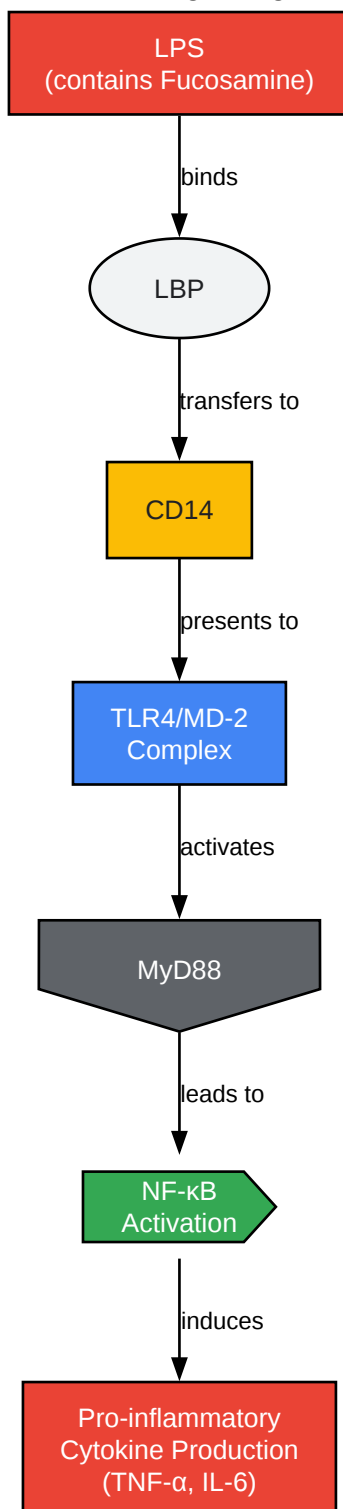 LPS
(contains Fucosamine)
binds
LBP
transfers to
CD14
presents to
TLR4/MD-2
Complex
activates
MyD88
leads to
NF-κB
Activation
induces
Pro-inflammatory
Cytokine Production
(TNF-α, IL-6)